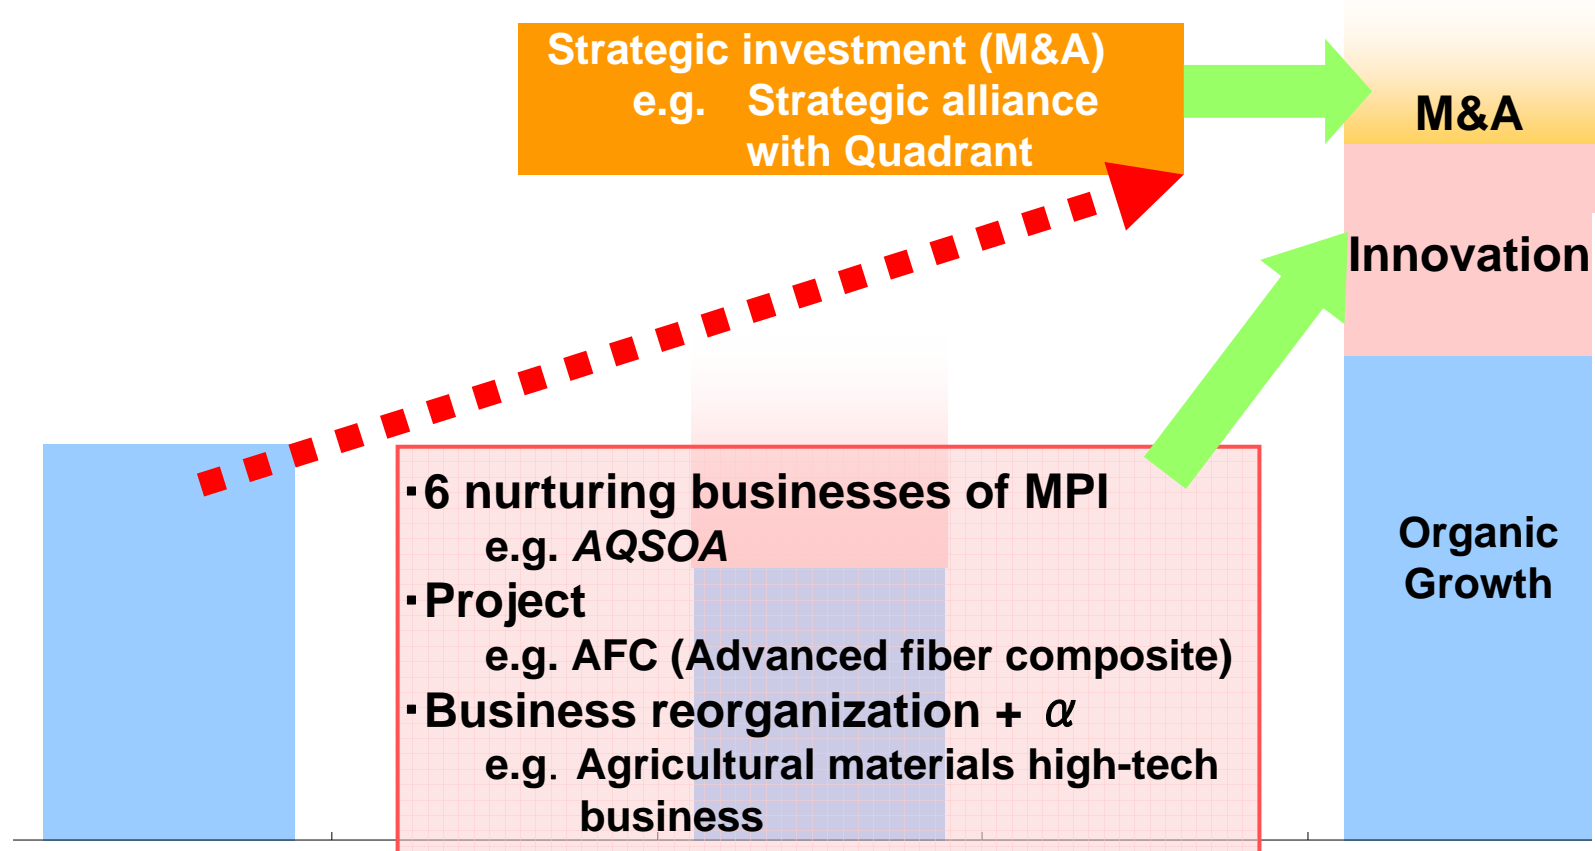 Strategic investment (M&A)
e.g. Strategic alliance
with Quadrant
M&A
Innovation
・6 nurturing businesses of MPI
e.g. AQSOA
・Project
e.g. AFC (Advanced fiber composite)
・Business reorganization + α
e.g. Agricultural materials high-tech
business
Organic
Growth